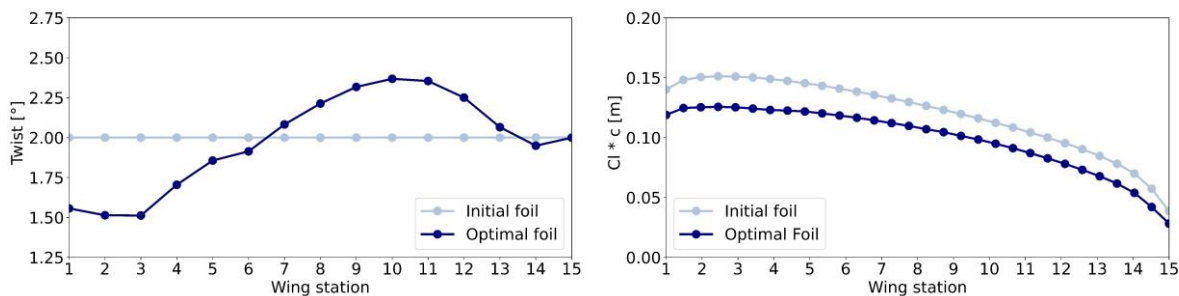 2.75
2.50
2.25
2.00
1.75
1.50
1.25
Twist [°]
1 2 3 4 5 6 7 8 9 10 11 12 13 14 15
Wing station
Initial foil
Optimal foil
0.20
0.15
0.10
0.05
0.00
Cl * c [m]
1 2 3 4 5 6 7 8 9 10 11 12 13 14 15
Wing station
Initial foil
Optimal Foil